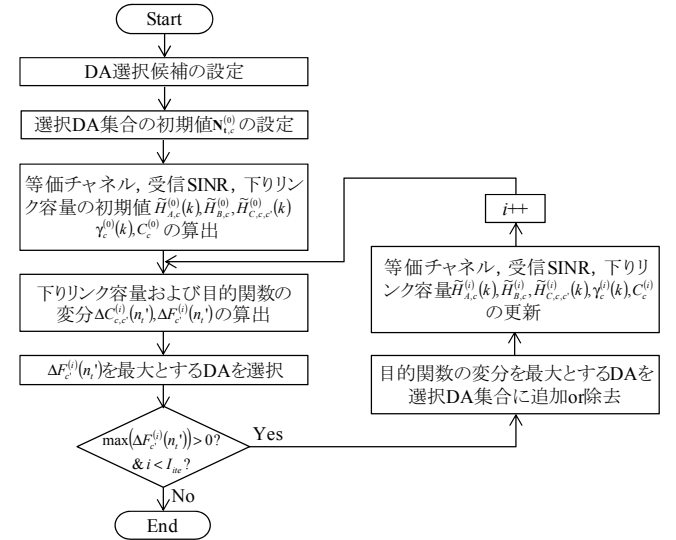 Start
DA選択候補の設定
選択DA集合の初期値N_{t,c}^{(0)}の設定
等価チャネル，受信SINR，下りリン
ク容量の初期値H̃_{A,c}^{(0)}(k),H̃_{B,c}^{(0)},H̃_{C,c,c'}^{(0)}(k)
γ_c^{(0)}(k),C_c^{(0)}の算出
下りリンク容量および目的関数の
変分ΔC_{c,c'}^{(i)}(n_t'),ΔF_{c'}^{(i)}(n_t')の算出
ΔF_{c'}^{(i)}(n_t')を最大とするDAを選択
max(ΔF_{c'}^{(i)}(n_t'))>0?
& i < I_{ite}?
Yes
No
End
i++
等価チャネル，受信SINR，下りリ
ンク容量H̃_{A,c}^{(i)}(k),H̃_{B,c}^{(i)},H̃_{C,c,c'}^{(i)}(k),γ_c^{(i)}(k),C_c^{(i)}
の更新
目的関数の変分を最大とするDAを
選択DA集合に追加or除去